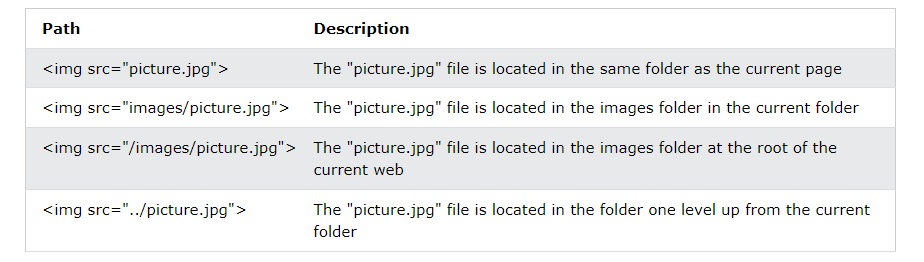 Path Description
<img src="picture.jpg"> The "picture.jpg" file is located in the same folder as the current page
<img src="images/picture.jpg"> The "picture.jpg" file is located in the images folder in the current folder
<img src="/images/picture.jpg"> The "picture.jpg" file is located in the images folder at the root of the
current web
<img src="../picture.jpg"> The "picture.jpg" file is located in the folder one level up from the current
folder